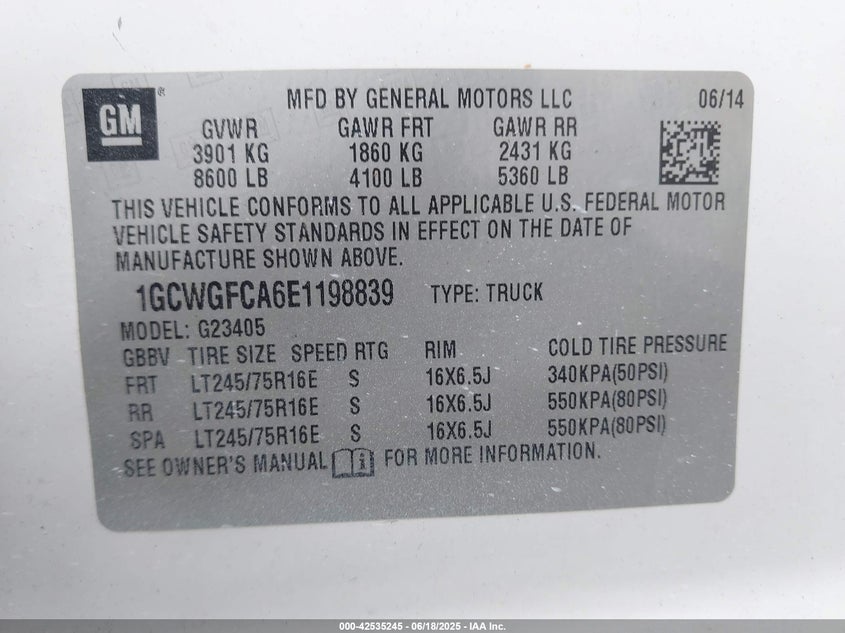 GM ® MFD BY GENERAL MOTORS LLC 06/14
GVWR GAWR FRT GAWR RR
3901 KG 1860 KG 2431 KG
8600 LB 4100 LB 5360 LB
THIS VEHICLE CONFORMS TO ALL APPLICABLE U.S. FEDERAL MOTOR
VEHICLE SAFETY STANDARDS IN EFFECT ON THE DATE OF
MANUFACTURE SHOWN ABOVE.
1GCWGFCA6E1198839 TYPE: TRUCK
MODEL: G23405
GBBV TIRE SIZE SPEED RTG RIM COLD TIRE PRESSURE
FRT LT245/75R16E S 16X6.5J 340KPA(50PSI)
RR LT245/75R16E S 16X6.5J 550KPA(80PSI)
SPA LT245/75R16E S 16X6.5J 550KPA(80PSI)
SEE OWNER'S MANUAL i FOR MORE INFORMATION.
000-42535245 - 06/18/2025 - IAA Inc.